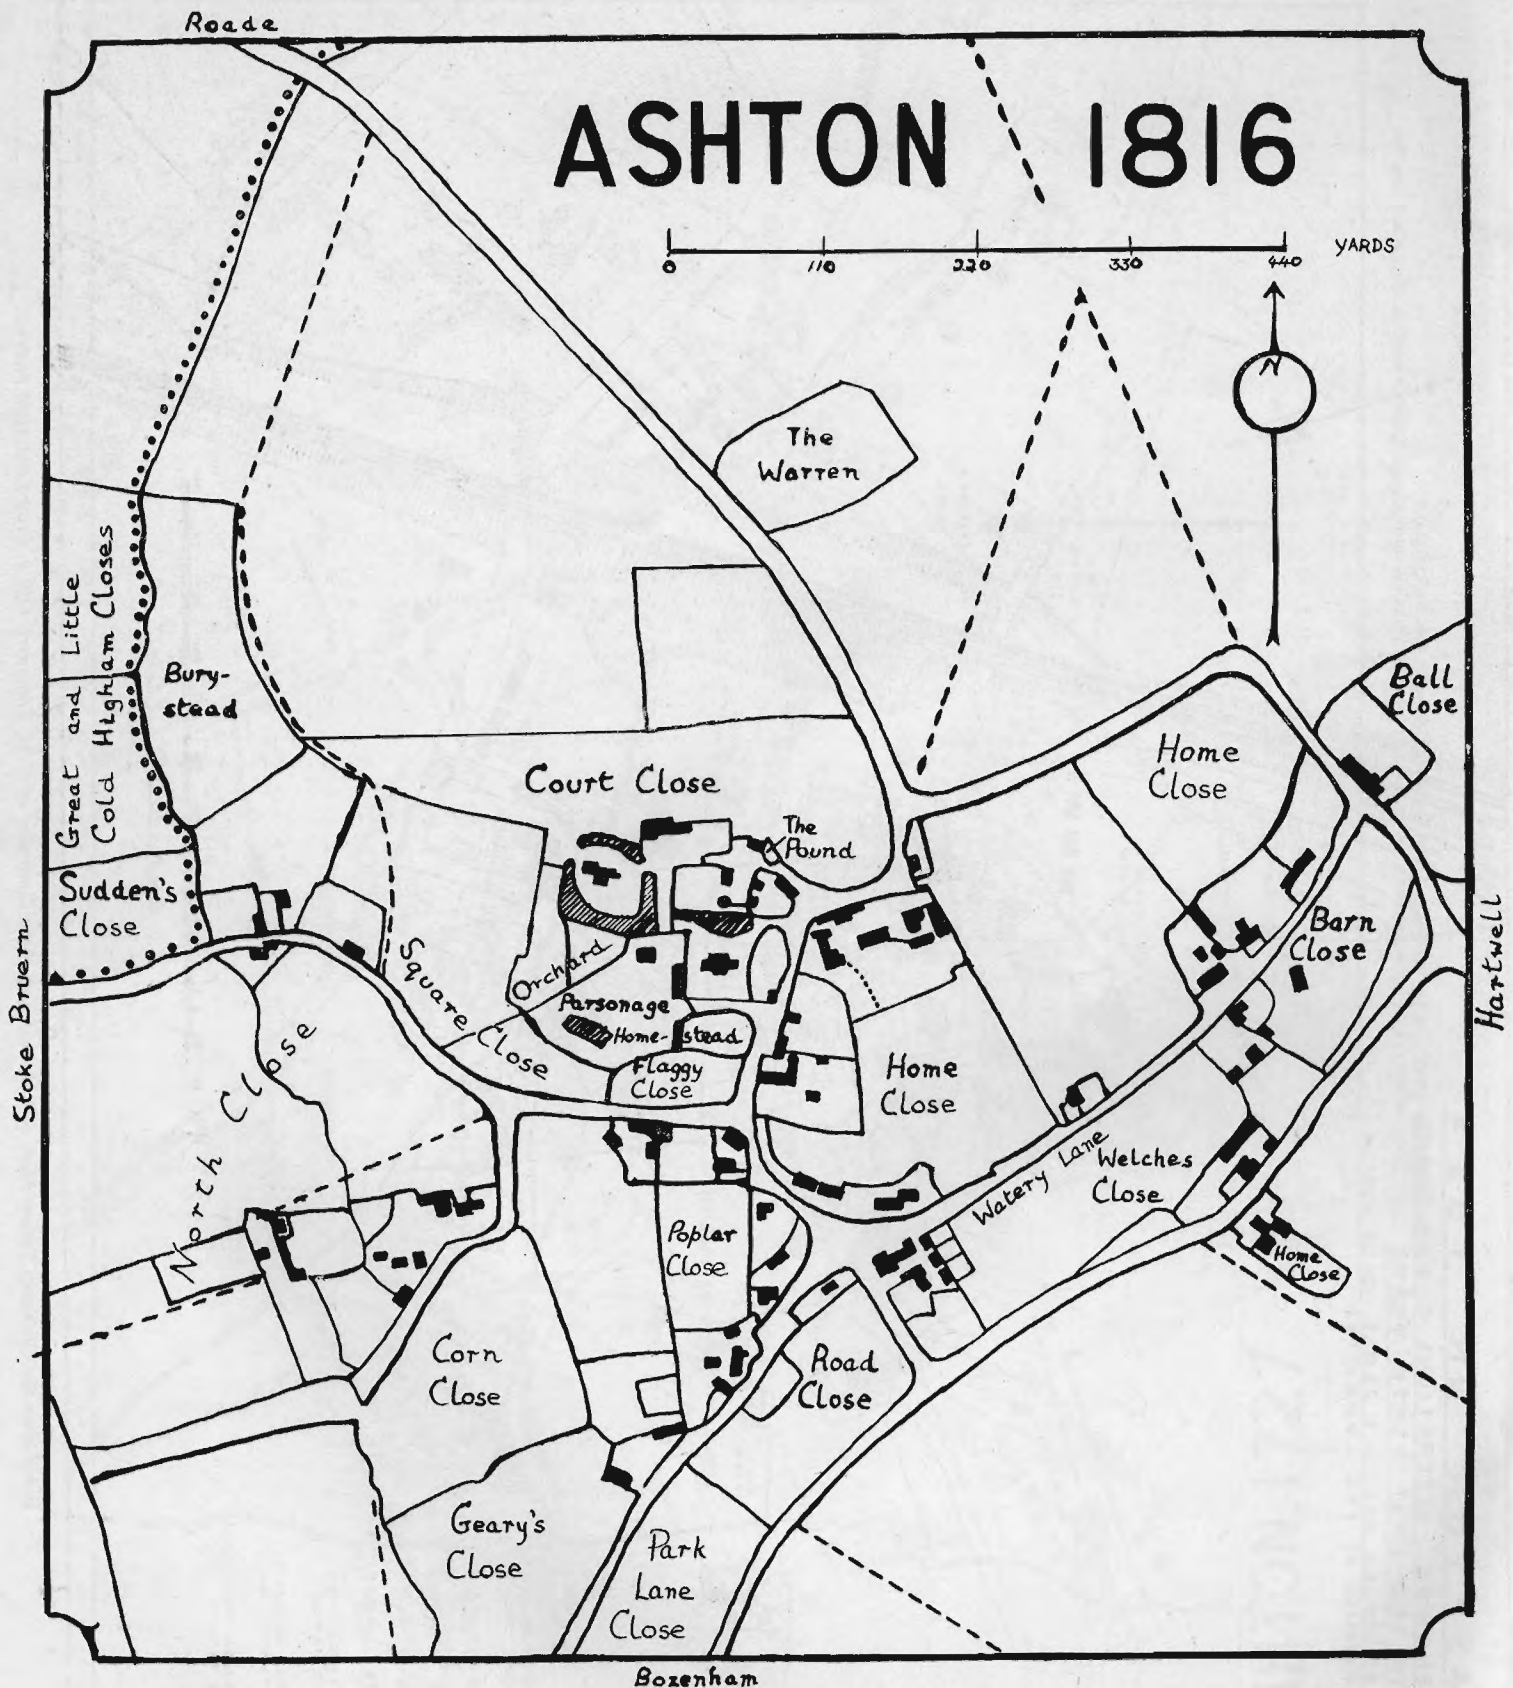 Roade
ASHTON 1816
0 110 220 330 440 YARDS
N
The
Warren
Great and Little
Cold Higham Closes
Bury-
stead
Ball
Close
Home
Close
Court Close
The
Pound
Sudden's
Close
Barn
Close
Stoke Bruern
Hartwell
Square Close
Orchard
Parsonage
Home-stead
Flaggy
Close
North Close
Home
Close
Watery Lane
Welches
Close
Poplar
Close
Home
Close
Corn
Close
Road
Close
Geary's
Close
Park
Lane
Close
Bozenham